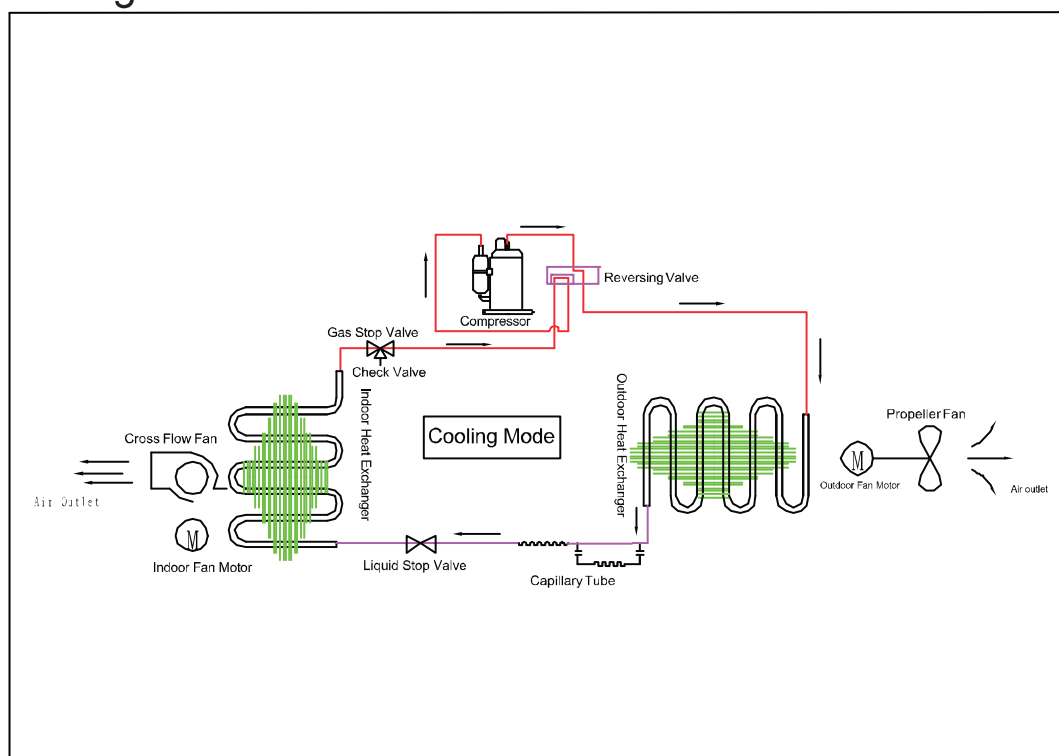 Reversing Valve
Compressor
Gas Stop Valve
Check Valve
Indoor Heat Exchanger
Outdoor Heat Exchanger
Cooling Mode
Propeller Fan
Cross Flow Fan
M
Outdoor Fan Motor
Air outlet
Air Outlet
M
Indoor Fan Motor
Liquid Stop Valve
Capillary Tube